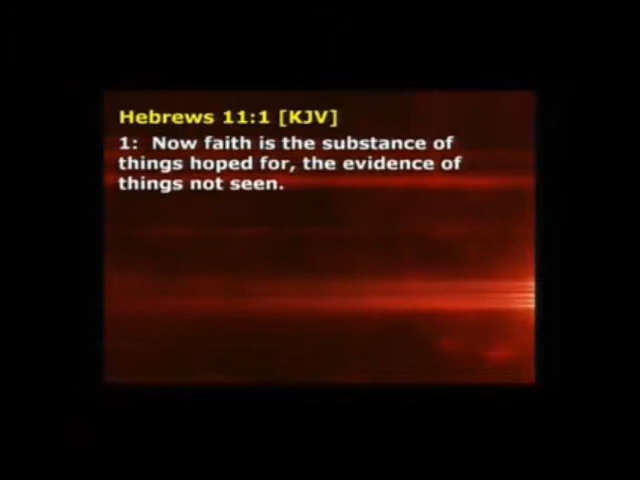 Hebrews 11:1 [KJV]
1:  Now faith is the substance of
things hoped for, the evidence of
things not seen.